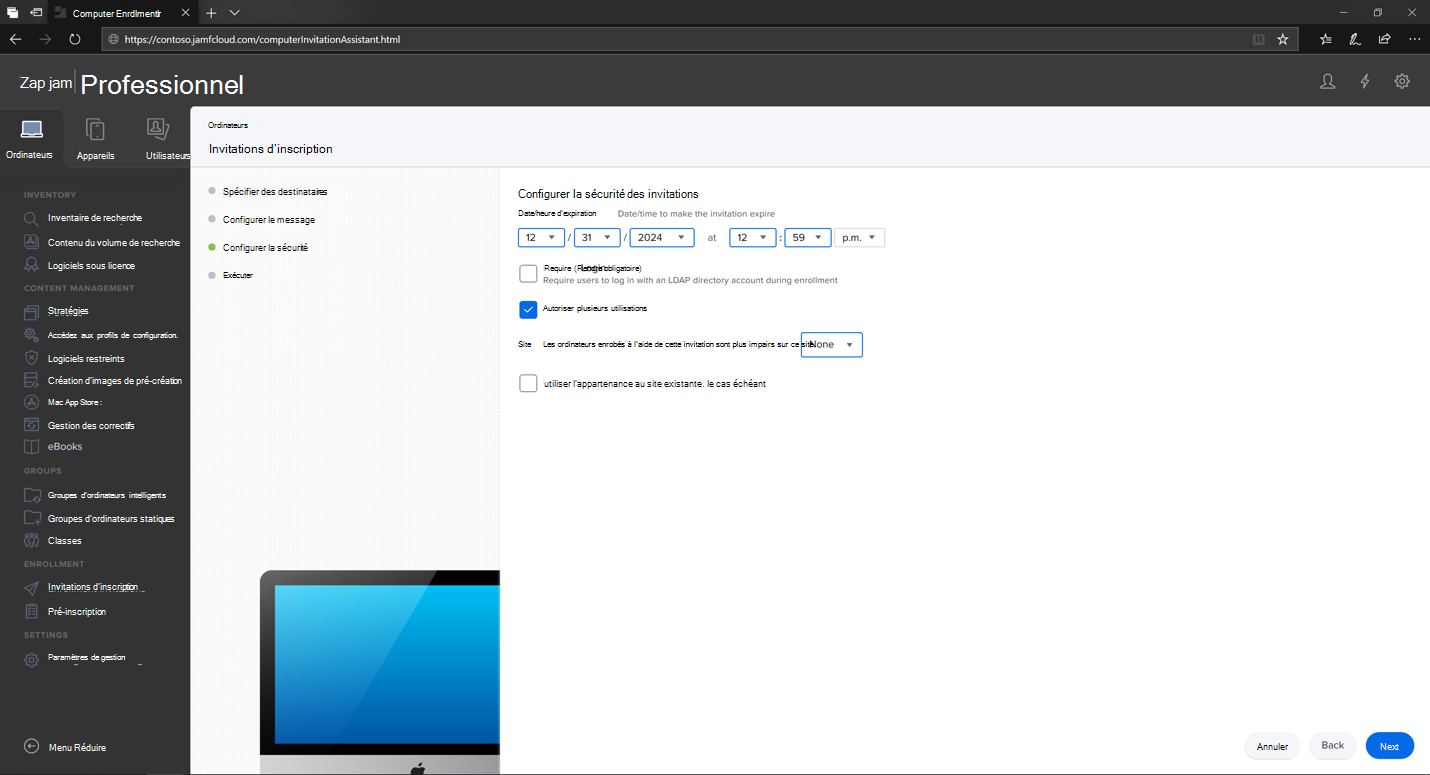 Computer Enrdlmentr
https://contoso.jamfcloud.com/computerInvitationAssistant.html
Zap jam Professionnel
Ordinateurs
Appareils
Utilisateurs
INVENTORY
Inventaire de recherche
Contenu du volume de recherche
Logiciels sous licence
CONTENT MANAGEMENT
Stratégies
Accédez aux profils de configuration.
Logiciels restreints
Création d'images de pré-création
Mac App Store :
Gestion des correctifs
eBooks
GROUPS
Groupes d'ordinateurs intelligents
Groupes d'ordinateurs statiques
Classes
ENROLLMENT
Invitations d'inscription
Pré-inscription
SETTINGS
Paramètres de gestion
Menu Réduire
Ordinateurs
Invitations d'inscription
Spécifier des destinataires
Configurer le message
Configurer la sécurité
Exécuter
Configurer la sécurité des invitations
Date/heure d'expiration Date/time to make the invitation expire
12 / 31 / 2024 at 12 : 59 p.m.
Require ( obligatoire)
Require users to log in with an LDAP directory account during enrollment
Autoriser plusieurs utilisations
Site Les ordinateurs enrobés à l'aide de cette invitation sont plus impairs sur ce site None
utiliser l'appartenance au site existante. le cas échéant
Annuler Back Next